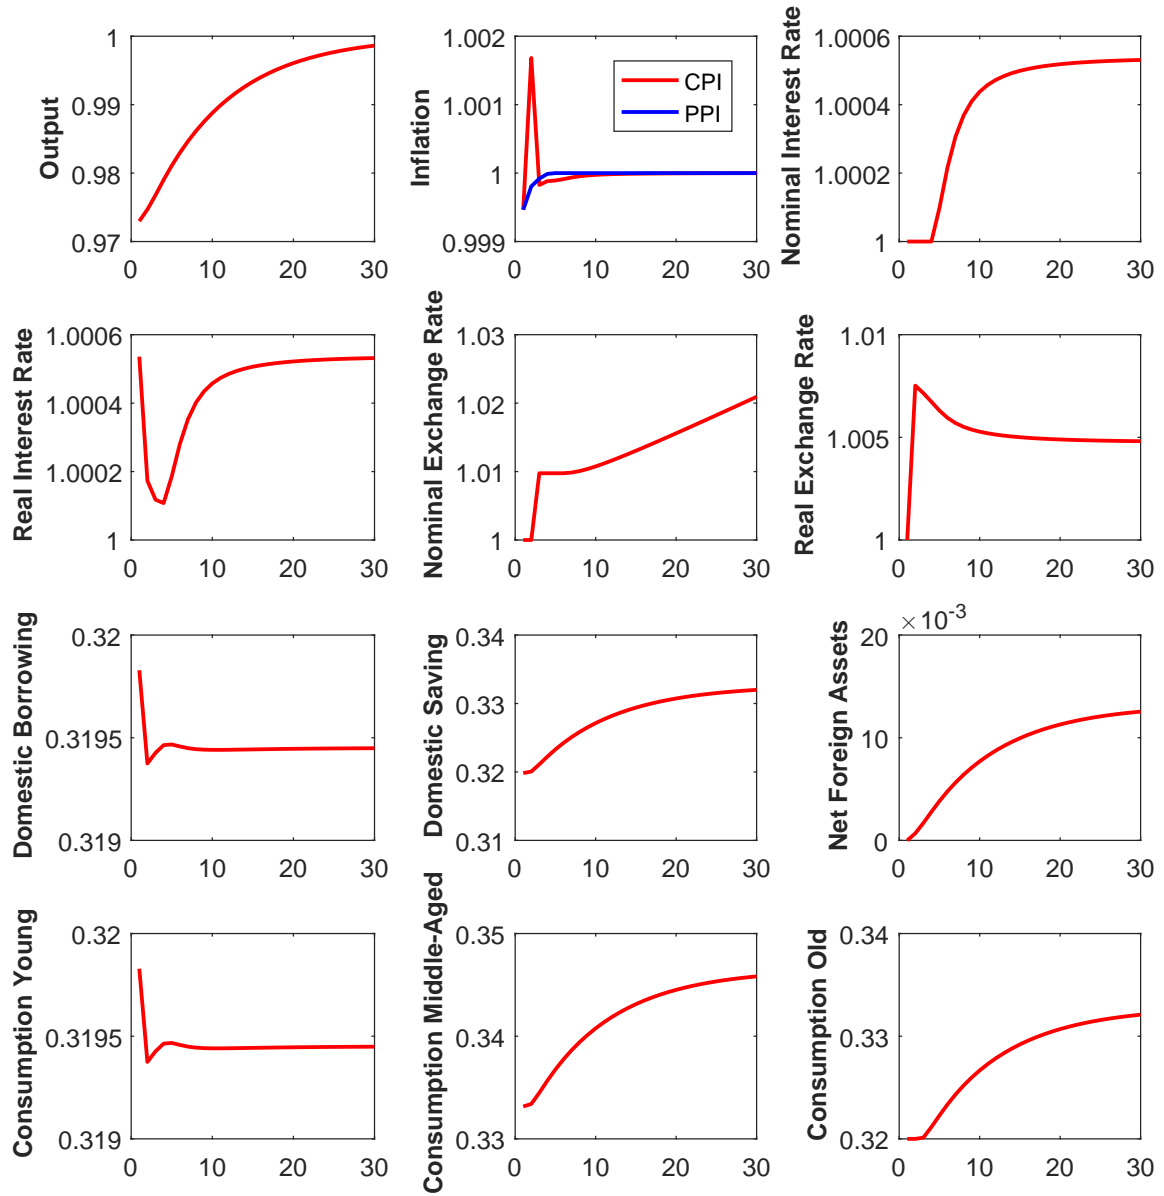 Output
1
0.99
0.98
0.97
0 10 20 30
Inflation
1.002
1.001
1
0.999
0 10 20 30
CPI
PPI
Nominal Interest Rate
1.0006
1.0004
1.0002
1
0 10 20 30
Real Interest Rate
1.0006
1.0004
1.0002
1
0 10 20 30
Nominal Exchange Rate
1.03
1.02
1.01
1
0 10 20 30
Real Exchange Rate
1.01
1.005
1
0 10 20 30
Domestic Borrowing
0.32
0.3195
0.319
0 10 20 30
Domestic Saving
0.34
0.33
0.32
0.31
0 10 20 30
Net Foreign Assets
×10⁻³
20
10
0
0 10 20 30
Consumption Young
0.32
0.3195
0.319
0 10 20 30
Consumption Middle-Aged
0.35
0.34
0.33
0 10 20 30
Consumption Old
0.34
0.33
0.32
0 10 20 30